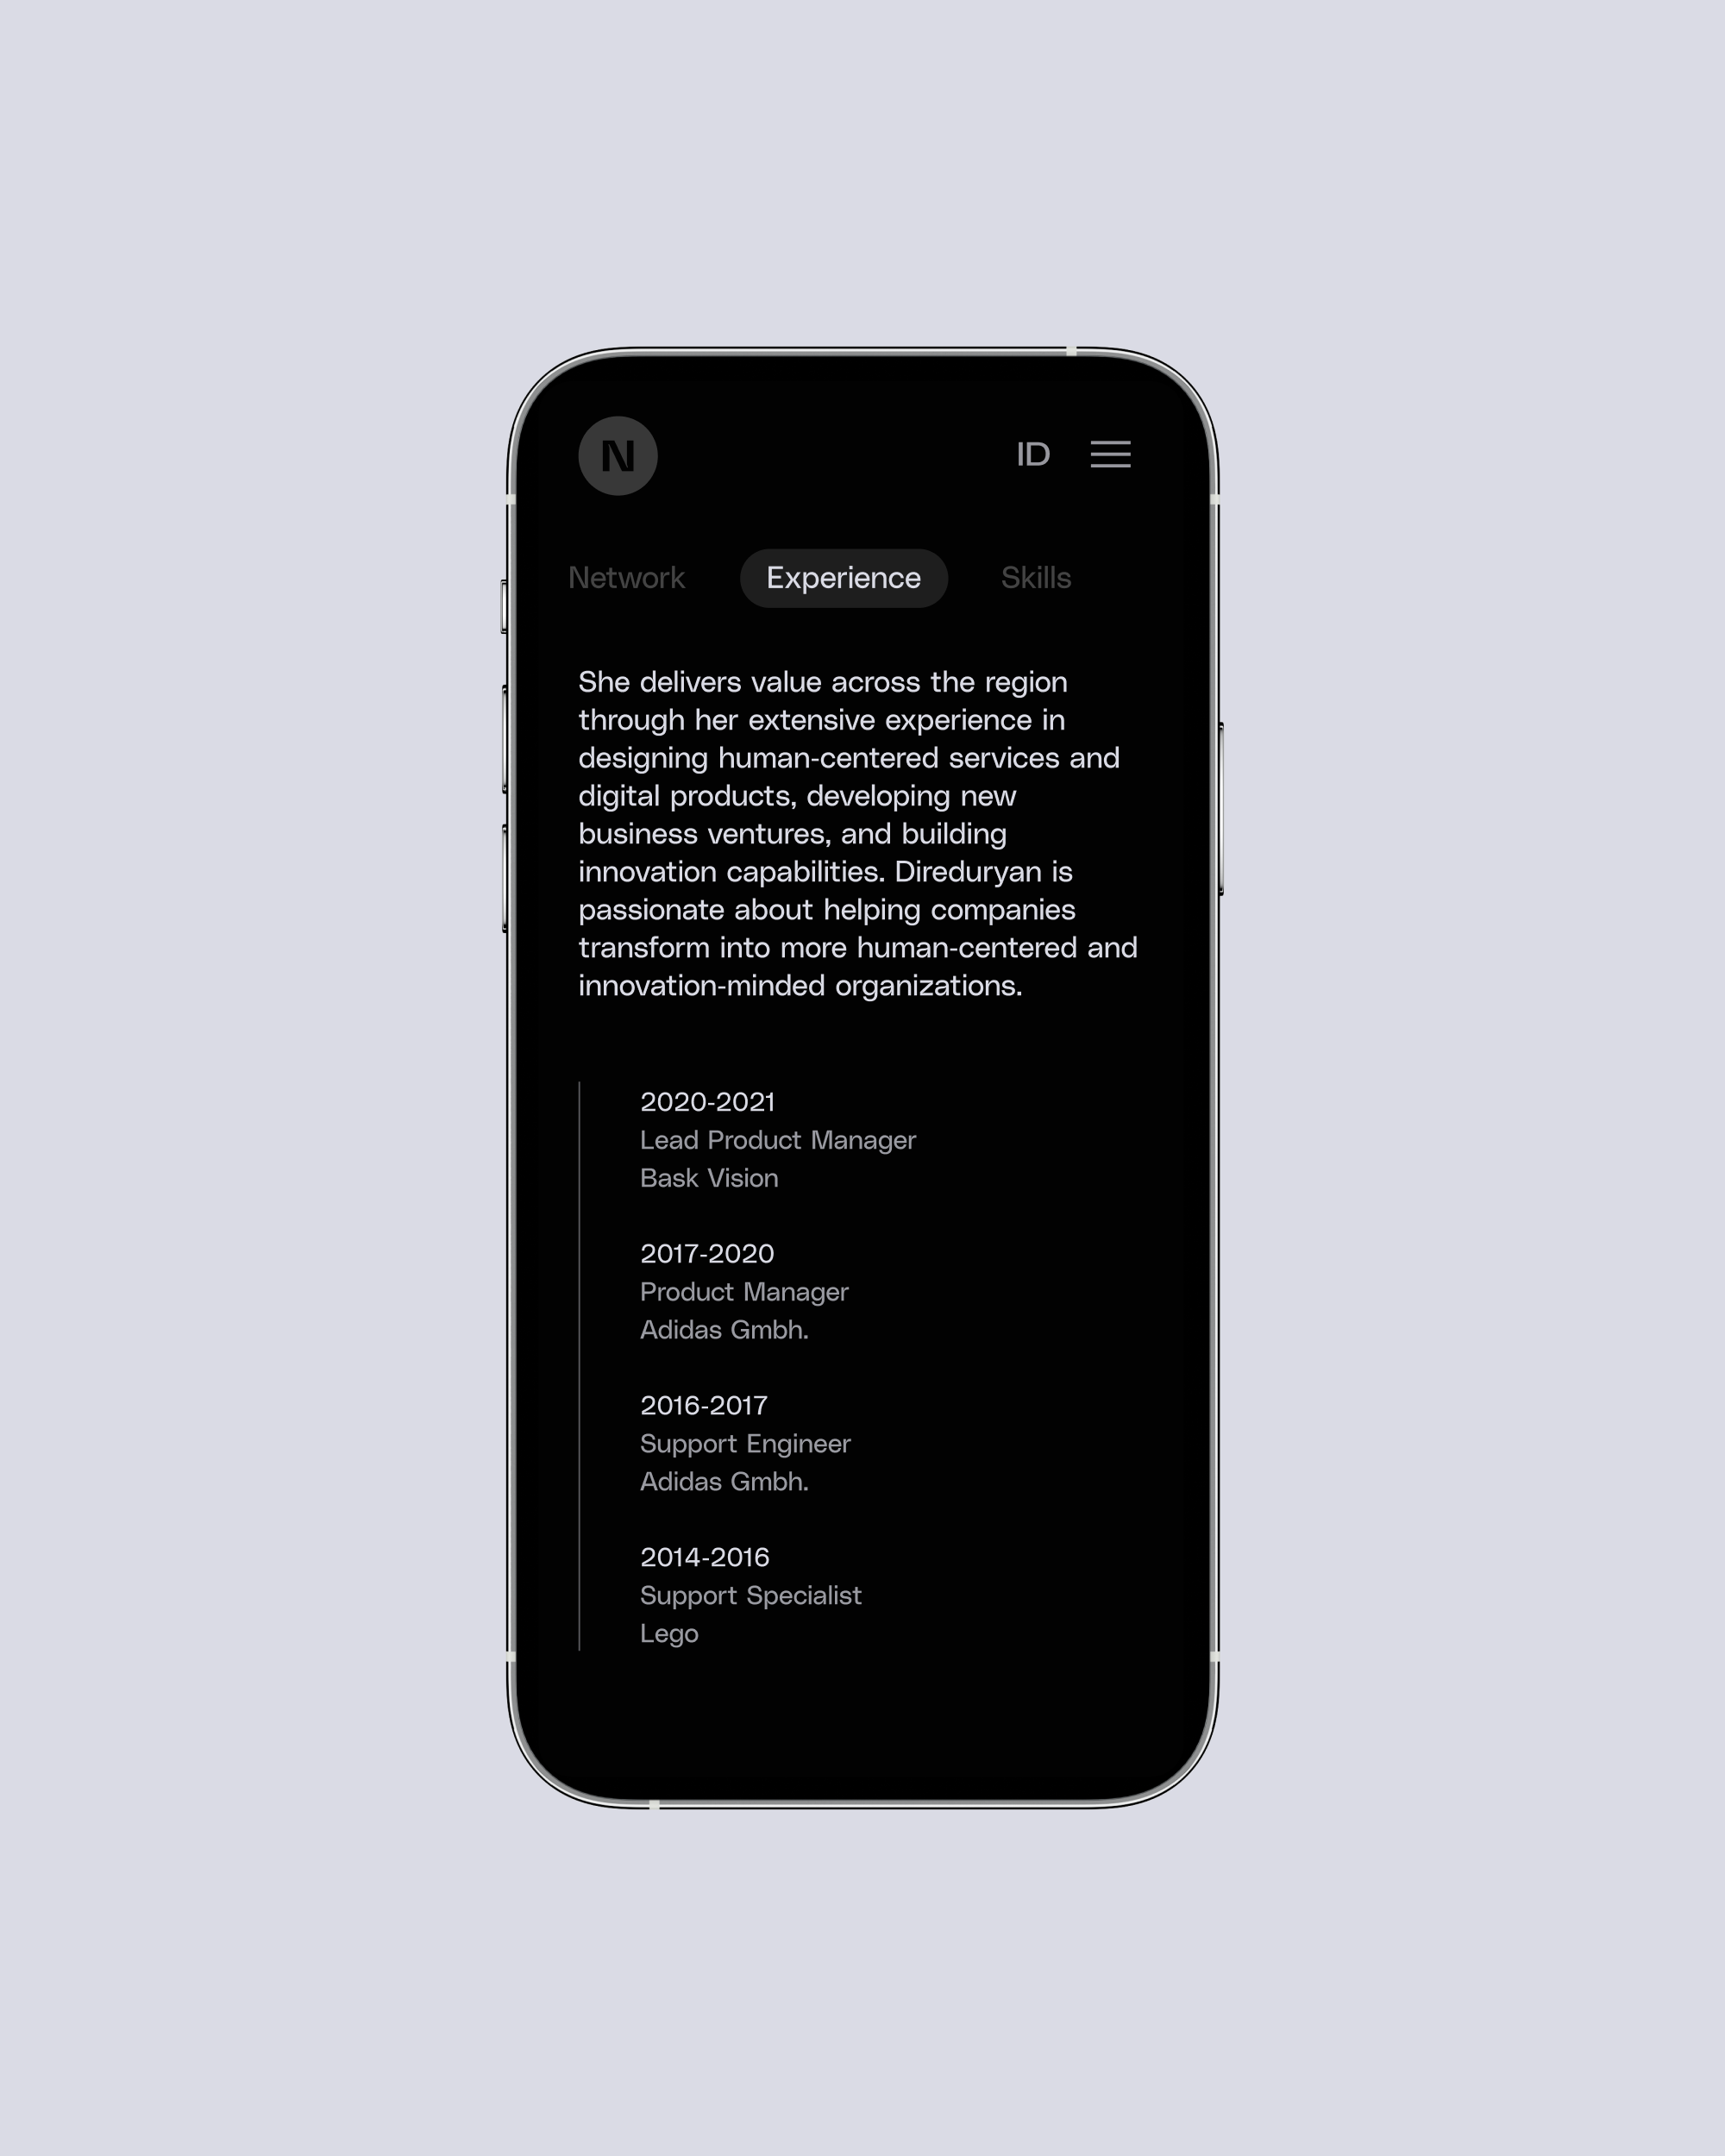 N
ID
Network
Experience
Skills
She delivers value across the region
through her extensive experience in
designing human-centered services and
digital products, developing new
business ventures, and building
innovation capabilities. Direduryan is
passionate about helping companies
transform into more human-centered and
innovation-minded organizations.
2020-2021
Lead Product Manager
Bask Vision
2017-2020
Product Manager
Adidas Gmbh.
2016-2017
Support Engineer
Adidas Gmbh.
2014-2016
Support Specialist
Lego